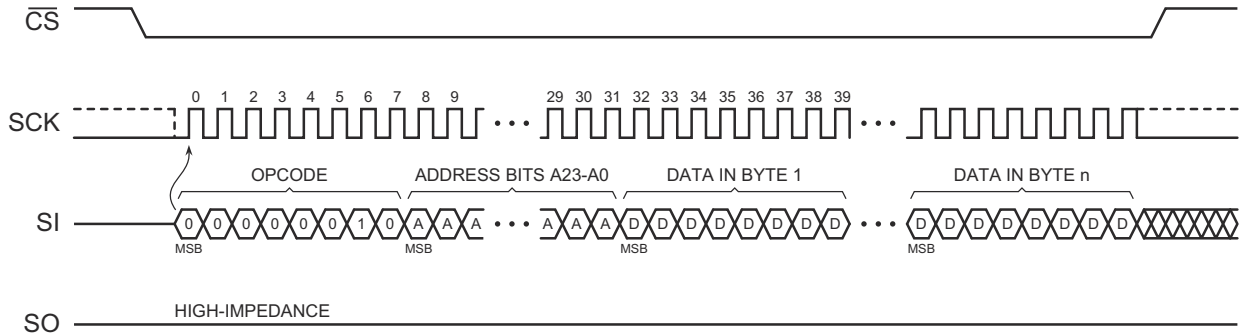 CS
0 1 2 3 4 5 6 7 8 9 29 30 31 32 33 34 35 36 37 38 39
SCK
OPCODE ADDRESS BITS A23-A0 DATA IN BYTE 1 DATA IN BYTE n
SI 0 0 0 0 0 0 1 0 A A A A A A D D D D D D D D D D D D D D D D
MSB MSB MSB MSB
HIGH-IMPEDANCE
SO